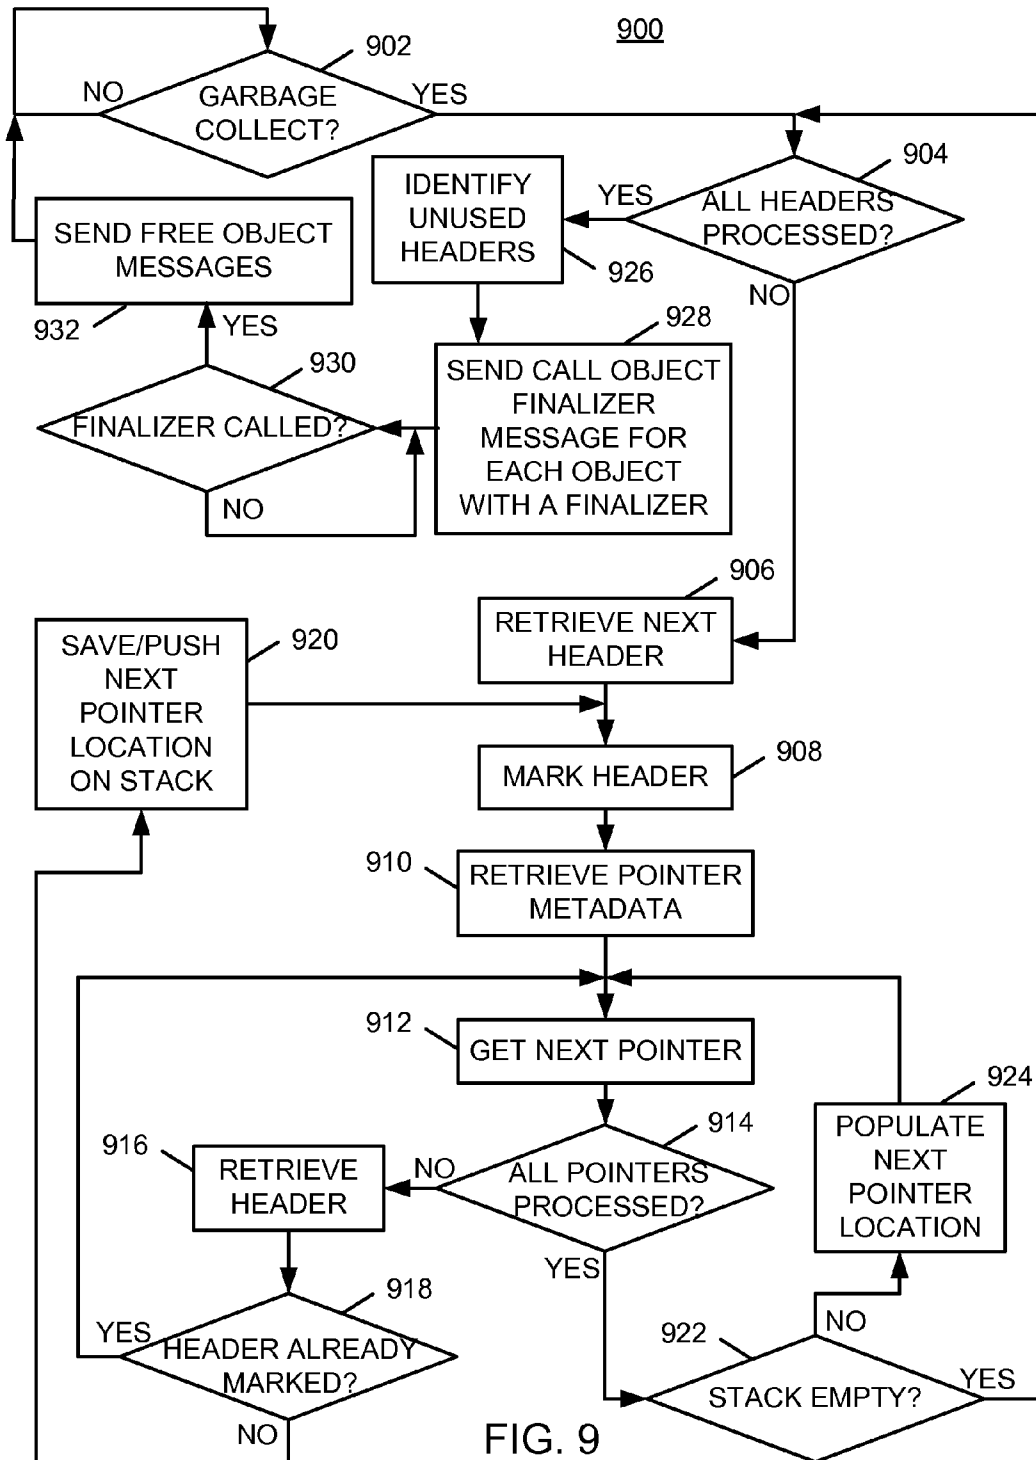 900
902
NO
GARBAGE
COLLECT?
YES
904
ALL HEADERS
PROCESSED?
YES
NO
IDENTIFY
UNUSED
HEADERS
926
SEND FREE OBJECT
MESSAGES
932
YES
928
SEND CALL OBJECT
FINALIZER
MESSAGE FOR
EACH OBJECT
WITH A FINALIZER
930
FINALIZER CALLED?
NO
906
RETRIEVE NEXT
HEADER
920
SAVE/PUSH
NEXT
POINTER
LOCATION
ON STACK
908
MARK HEADER
910
RETRIEVE POINTER
METADATA
912
GET NEXT POINTER
914
ALL POINTERS
PROCESSED?
NO
YES
916
RETRIEVE
HEADER
924
POPULATE
NEXT
POINTER
LOCATION
918
YES
HEADER ALREADY
MARKED?
NO
922
NO
STACK EMPTY?
YES
FIG. 9